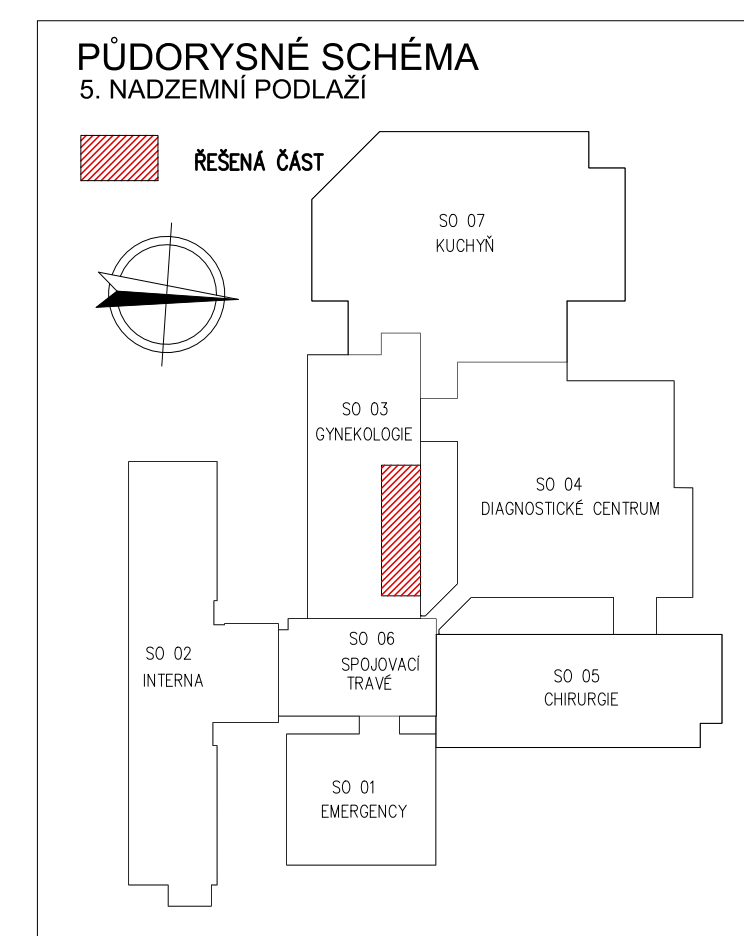 PŮDORYSNÉ SCHÉMA
5. NADZEMNÍ PODLAŽÍ
ŘEŠENÁ ČÁST
SO 07
KUCHYŇ
SO 03
GYNEKOLOGIE
SO 04
DIAGNOSTICKÉ CENTRUM
SO 06
SPOJOVACÍ
TRAVÉ
SO 02
INTERNA
SO 05
CHIRURGIE
SO 01
EMERGENCY